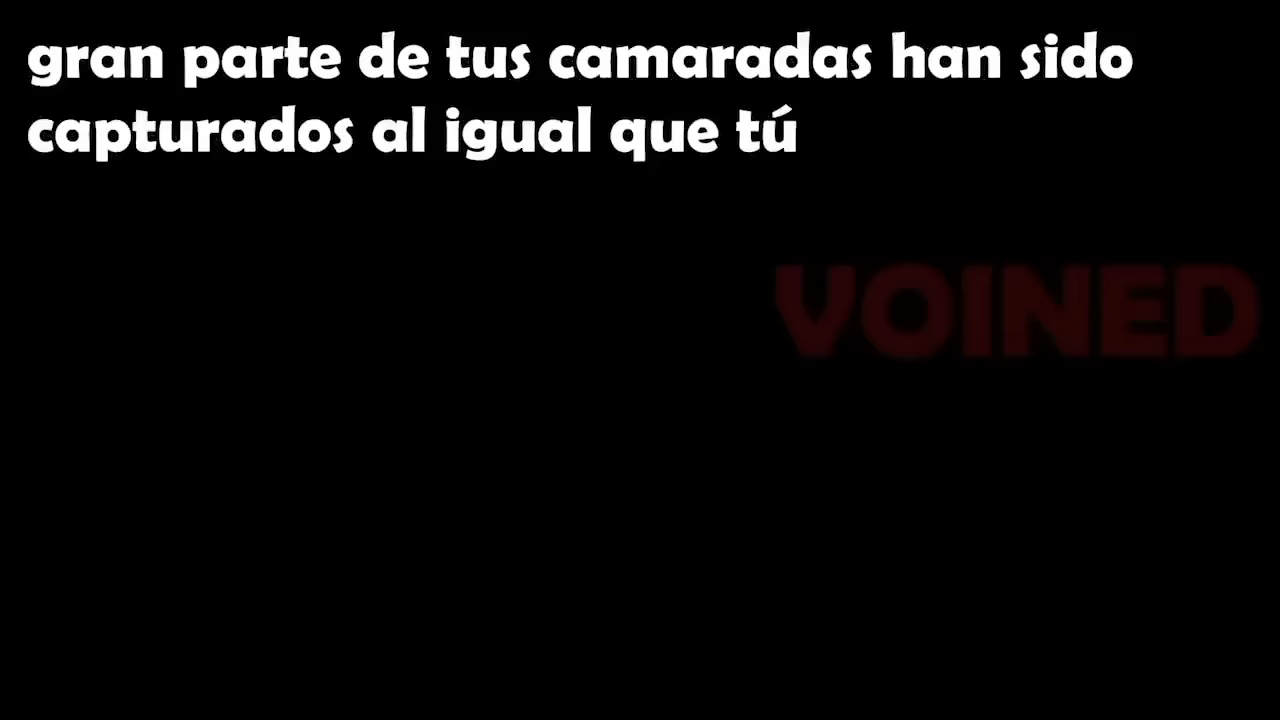 gran parte de tus camaradas han sido
capturados al igual que tú
VOINED